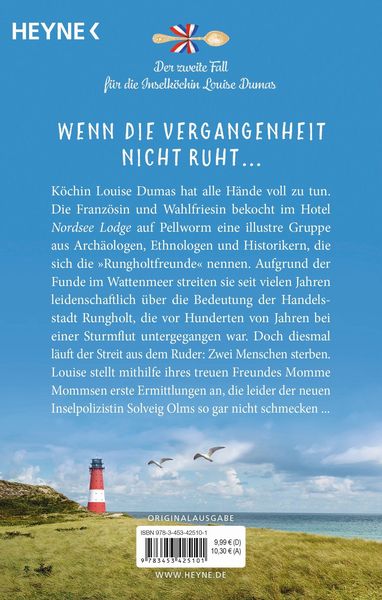 HEYNE <
Der zweite Fall
für die Inselköchin Louise Dumas
WENN DIE VERGANGENHEIT
NICHT RUHT...
Köchin Louise Dumas hat alle Hände voll zu tun.
Die Französin und Wahlfriesin bekocht im Hotel
Nordsee Lodge auf Pellworm eine illustre Gruppe
aus Archäologen, Ethnologen und Historikern, die
sich die »Rungholtfreunde« nennen. Aufgrund der
Funde im Wattenmeer streiten sie seit vielen Jahren
leidenschaftlich über die Bedeutung der Handels-
stadt Rungholt, die vor Hunderten von Jahren bei
einer Sturmflut untergegangen war. Doch diesmal
läuft der Streit aus dem Ruder: Zwei Menschen sterben.
Louise stellt mithilfe ihres treuen Freundes Momme
Mommsen erste Ermittlungen an, die leider der neuen
Inselpolizistin Solveig Olms so gar nicht schmecken ...
ORIGINALAUSGABE
ISBN 978-3-453-42510-1
9,99 € (D)
10,30 € (A)
9 783453 425101
WWW.HEYNE.DE